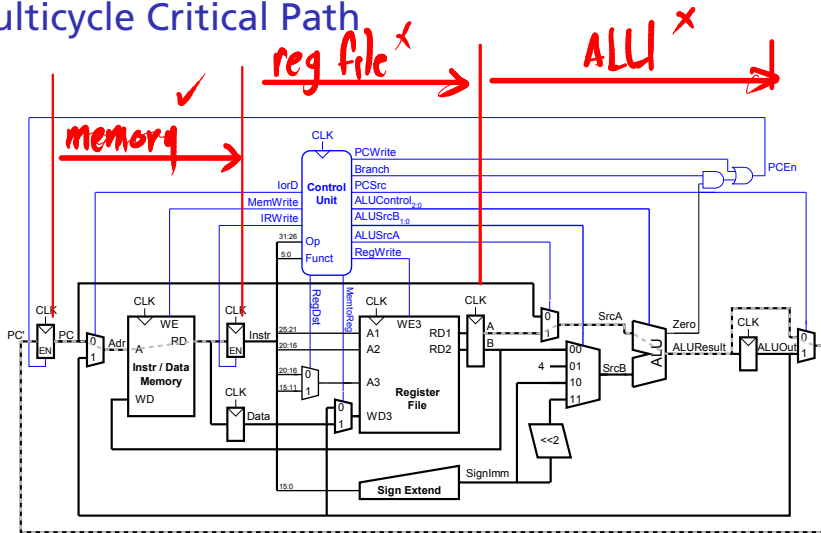 ulticycle Critical Path
reg file x
ALU x
memory ✓
CLK
PCWrite
Branch
PCEn
IorD
Control
PCSrc
MemWrite
Unit
ALUControl2:0
IRWrite
ALUSrcB1:0
31:26
Op
ALUSrcA
5:0
Funct
RegWrite
RegDst
MemtoReg
CLK
CLK
CLK
CLK
CLK
0
SrcA
1
WE
WE3
Zero
CLK
PC'
PC
0
1
Adr
A
RD
Instr
25:21
A1
RD1
A
EN
EN
20:16
A2
RD2
B
00
ALU
ALUResult
ALUOut
0
1
Instr / Data
Memory
4
01
SrcB
CLK
20:16
0
A3
10
15:11
1
Register
File
11
WD
Data
0
1
WD3
<<2
SignImm
15:0
Sign Extend